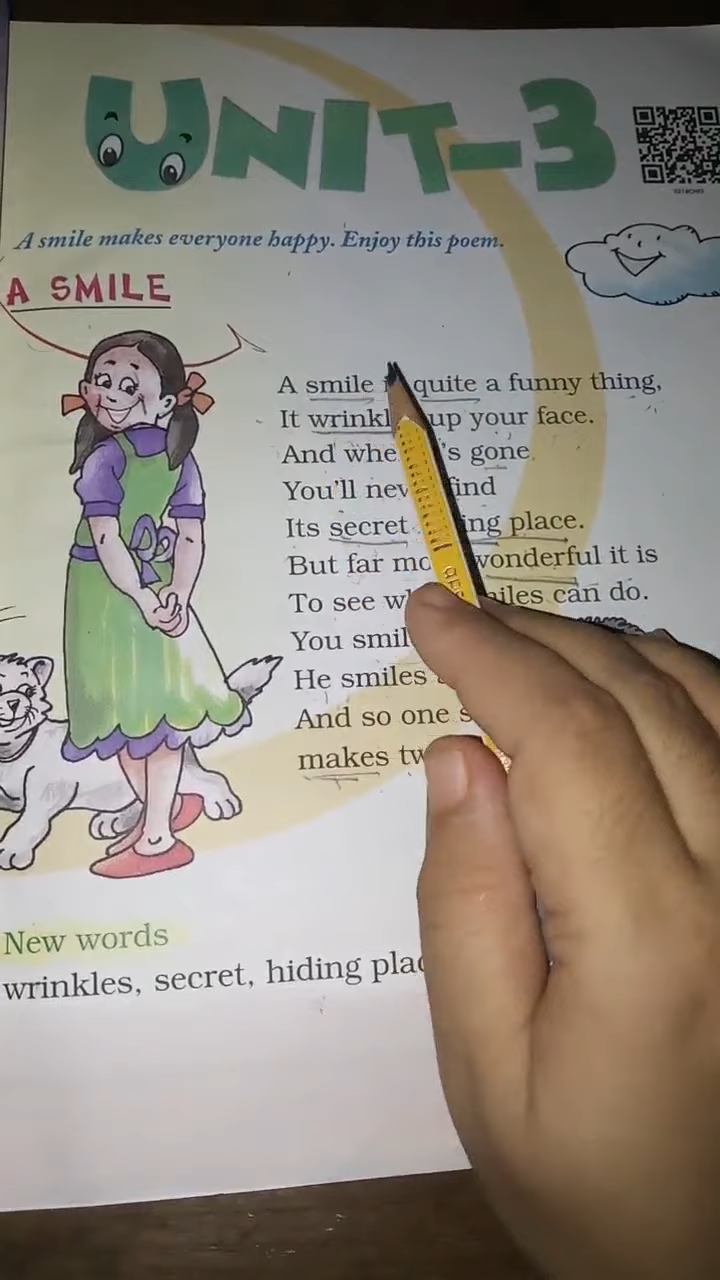 UNIT-3
A smile makes everyone happy. Enjoy this poem.
A SMILE
A smile quite a funny thing,
It wrinkl up your face.
And whe 's gone
You'll nev find
Its secret ing place.
But far mo wonderful it is
To see w miles can do.
You smil
He smiles
And so one s
makes tw
New words
wrinkles, secret, hiding plac